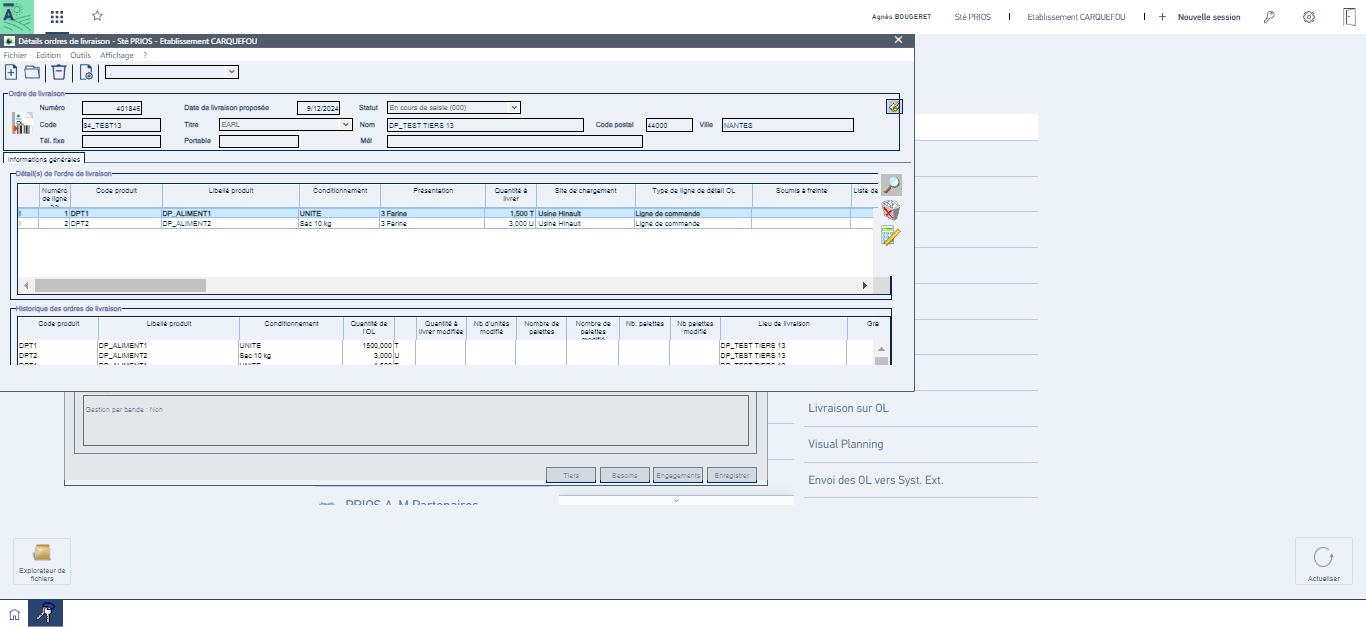 Agnès BOUGERET Sté PRIOS Etablissement CARQUEFOU Nouvelle session
Détails ordres de livraison - Sté PRIOS - Etablissement CARQUEFOU
Fichier Edition Outils Affichage ?
Ordre de livraison
Numéro 401846 Date de livraison proposée 9/12/2024 Statut En cours de saisie (000)
Code 84_TEST13 Titre EARL Nom DP_TEST TIERS 13 Code postal 44000 Ville NANTES
Tél. fixe Portable Mél
Informations générales
Détail(s) de l'ordre de livraison
Numéro de ligne Code produit Libellé produit Conditionnement Présentation Quantité à livrer Site de chargement Type de ligne de détail OL Soumis à freinte Liste de
1 DPT1 DP_ALIMENT1 UNITE 3 Farine 1,500 T Usine Hinault Ligne de commande
2 DPT2 DP_ALIMENT2 Sac 10 kg 3 Farine 3,000 U Usine Hinault Ligne de commande
Historique des ordres de livraison
Code produit Libellé produit Conditionnement Quantité de l'OL Quantité à livrer modifiée Nb d'unités modifié Nombre de palettes Nombre de palettes modifié Nb. palettes Nb palettes modifié Lieu de livraison Gra
DPT1 DP_ALIMENT1 UNITE 1500,000 T DP_TEST TIERS 13
DPT2 DP_ALIMENT2 Sac 10 kg 3,000 U DP_TEST TIERS 13
Gestion par bande : Non
Tiers Besoins Engagements Enregistrer
Livraison sur OL
Visual Planning
Envoi des OL vers Syst. Ext.
PRIOS A-M Partenaires
Explorateur de
fichiers
Actualiser